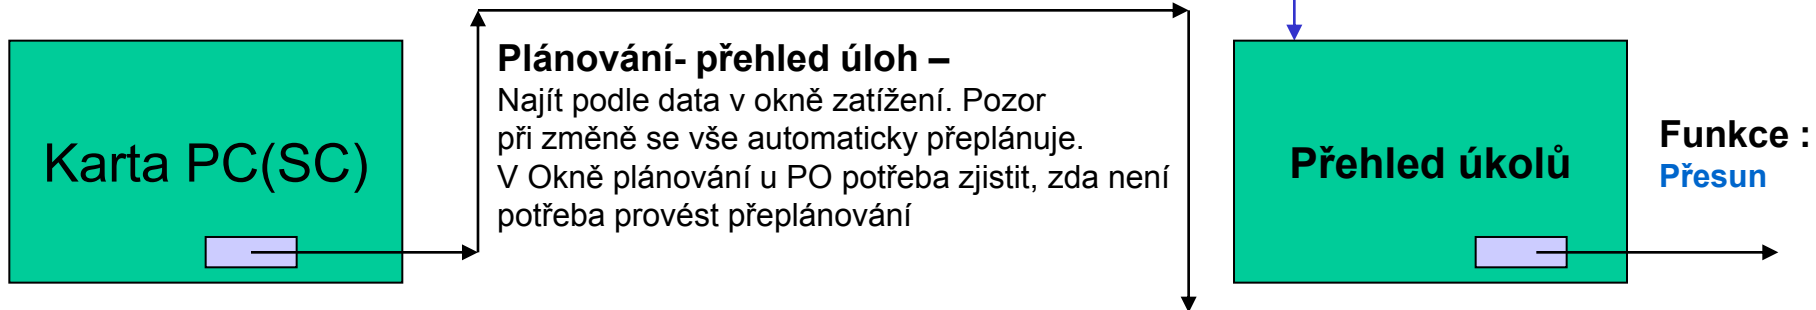 Karta PC(SC)
Plánování- přehled úloh –
Najít podle data v okně zatížení. Pozor
při změně se vše automaticky přeplánuje.
V Okně plánování u PO potřeba zjistit, zda není
potřeba provést přeplánování
Přehled úkolů
Funkce :
Přesun